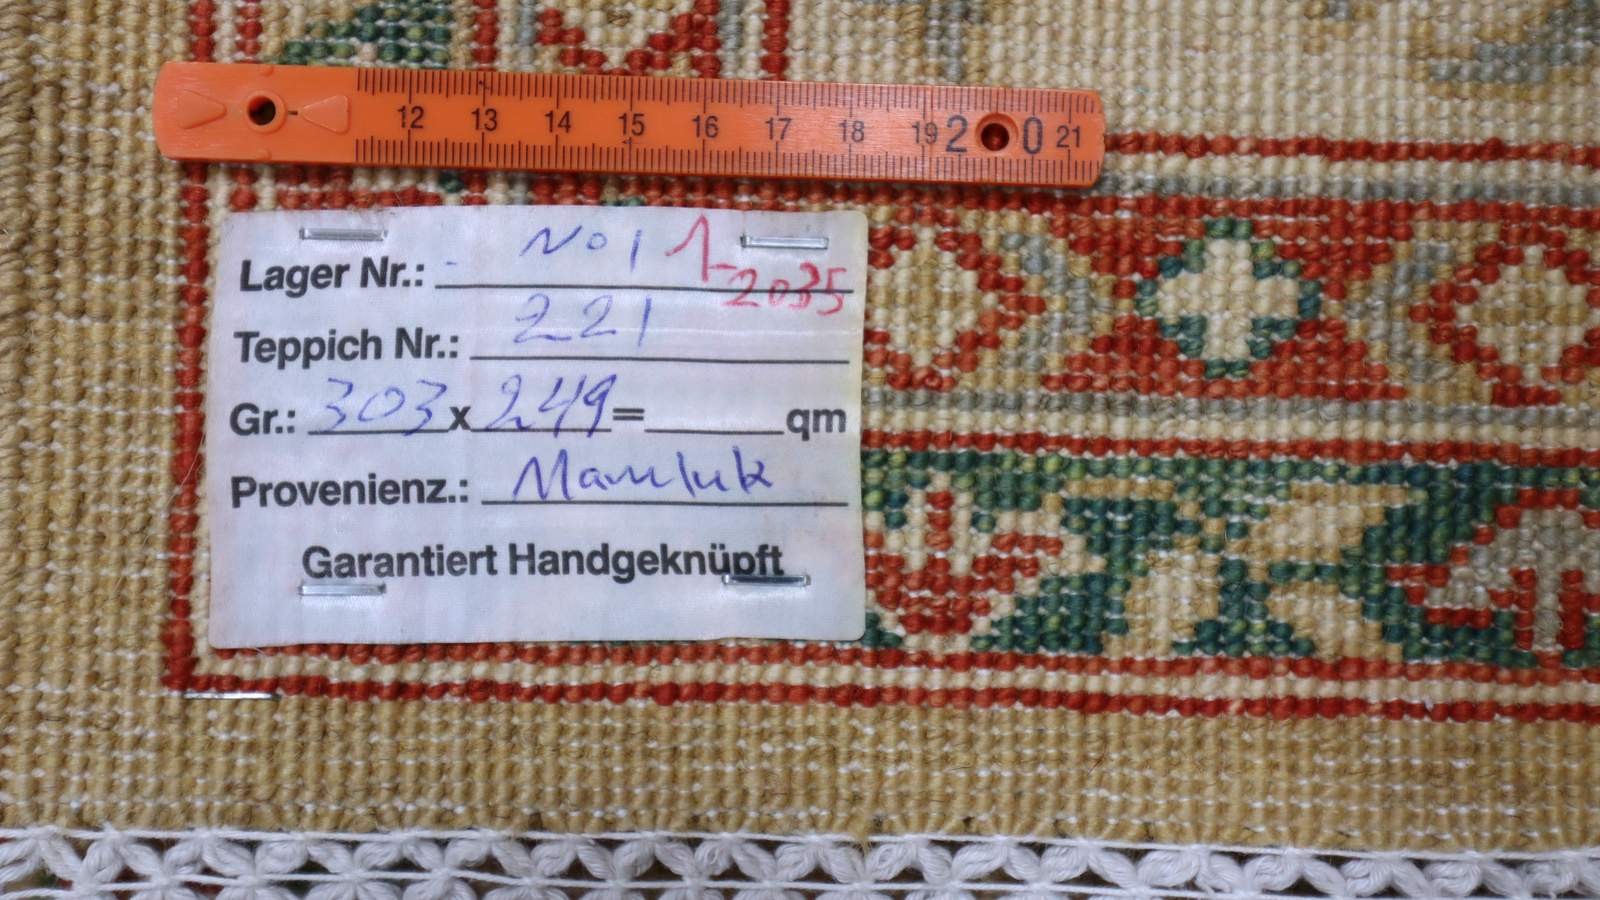 12 13 14 15 16 17 18 19 20 21
Lager Nr.: No 1 1-2035
Teppich Nr.: 221
Gr.: 303 x 249 = qm
Provenienz.: Mamluk
Garantiert Handgeknüpft